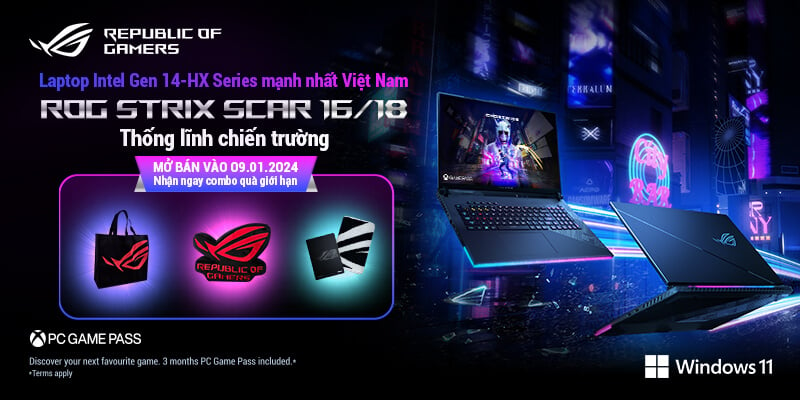 REPUBLIC OF
GAMERS
Laptop Intel Gen 14-HX Series mạnh nhất Việt Nam
ROG STRIX SCAR 16/18
Thống lĩnh chiến trường
MỞ BÁN VÀO 09.01.2024
Nhận ngay combo quà giới hạn
REPUBLIC OF
GAMERS
PC GAME PASS
Discover your next favourite game. 3 months PC Game Pass included.*
*Terms apply
Windows 11